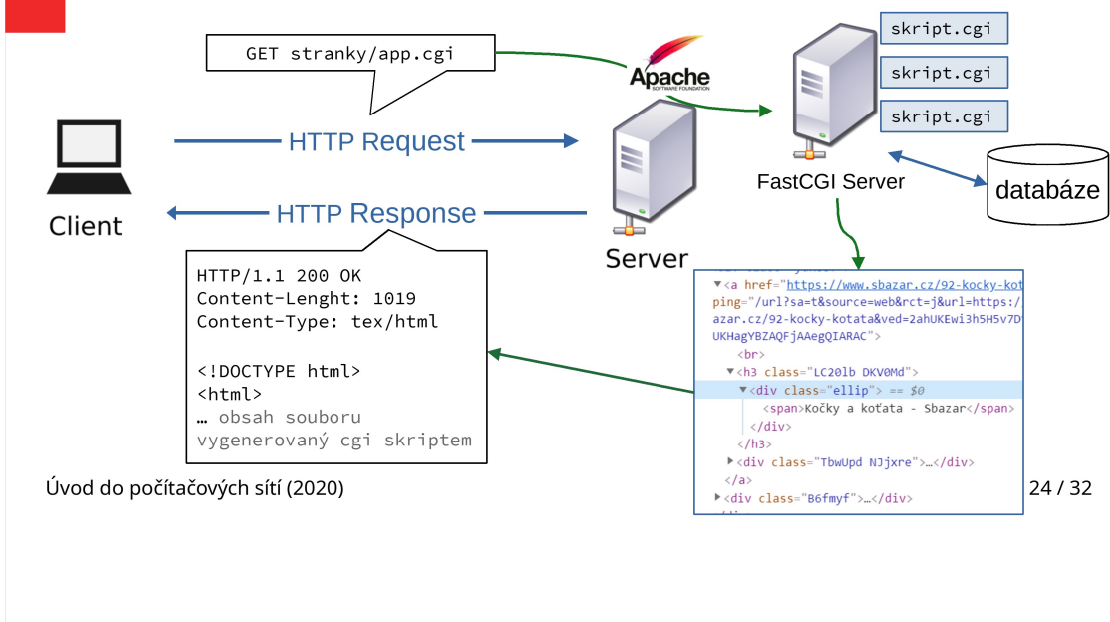 GET stranky/app.cgi
Apache
SOFTWARE FOUNDATION
skript.cgi
skript.cgi
skript.cgi
HTTP Request
FastCGI Server
databáze
Client
HTTP Response
Server
HTTP/1.1 200 OK
Content-Lenght: 1019
Content-Type: tex/html
<!DOCTYPE html>
<html>
… obsah souboru
vygenerovaný cgi skriptem
▼<a href="https://www.sbazar.cz/92-kocky-kot
ping="/url?sa=t&source=web&rct=j&url=https:/
azar.cz/92-kocky-kotata&ved=2ahUKEwi3h5H5v7D
UKHagYBZAQFjAAegQIARAC">
<br>
▼<h3 class="LC20lb DKV0Md">
▼<div class="ellip"> == $0
<span>Kočky a koťata - Sbazar</span>
</div>
</h3>
▶<div class="TbwUpd NJjxre">…</div>
</a>
▶<div class="B6fmyf">…</div>
Úvod do počítačových sítí (2020)
24 / 32